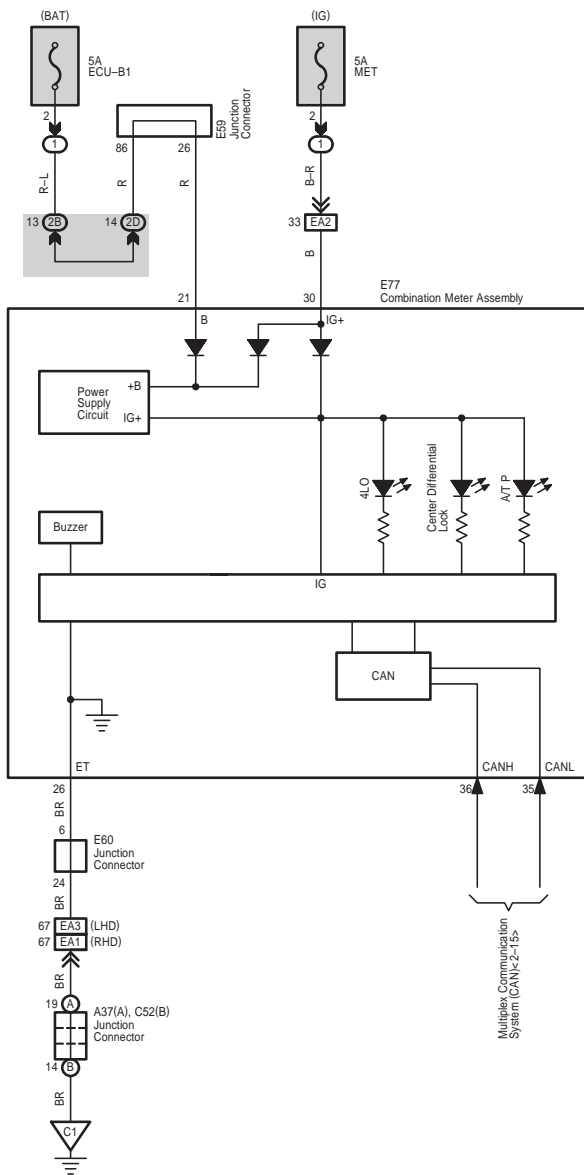 (BAT)
(IG)
5A
ECU–B1
5A
MET
E59
Junction
Connector
2
2
1
1
86
26
R–L
R
R
B–R
13
2B
14
2D
33
EA2
B
E77
Combination Meter Assembly
21
30
B
IG+
Power
Supply
Circuit
+B
IG+
4LO
Center Differential
Lock
A/T P
Buzzer
IG
CAN
ET
CANH
CANL
26
36
35
BR
6
E60
Junction
Connector
24
BR
67
EA3
(LHD)
67
EA1
(RHD)
BR
19
A
A37(A), C52(B)
Junction
Connector
14
B
BR
C1
Multiplex Communication
System (CAN)<2–15>